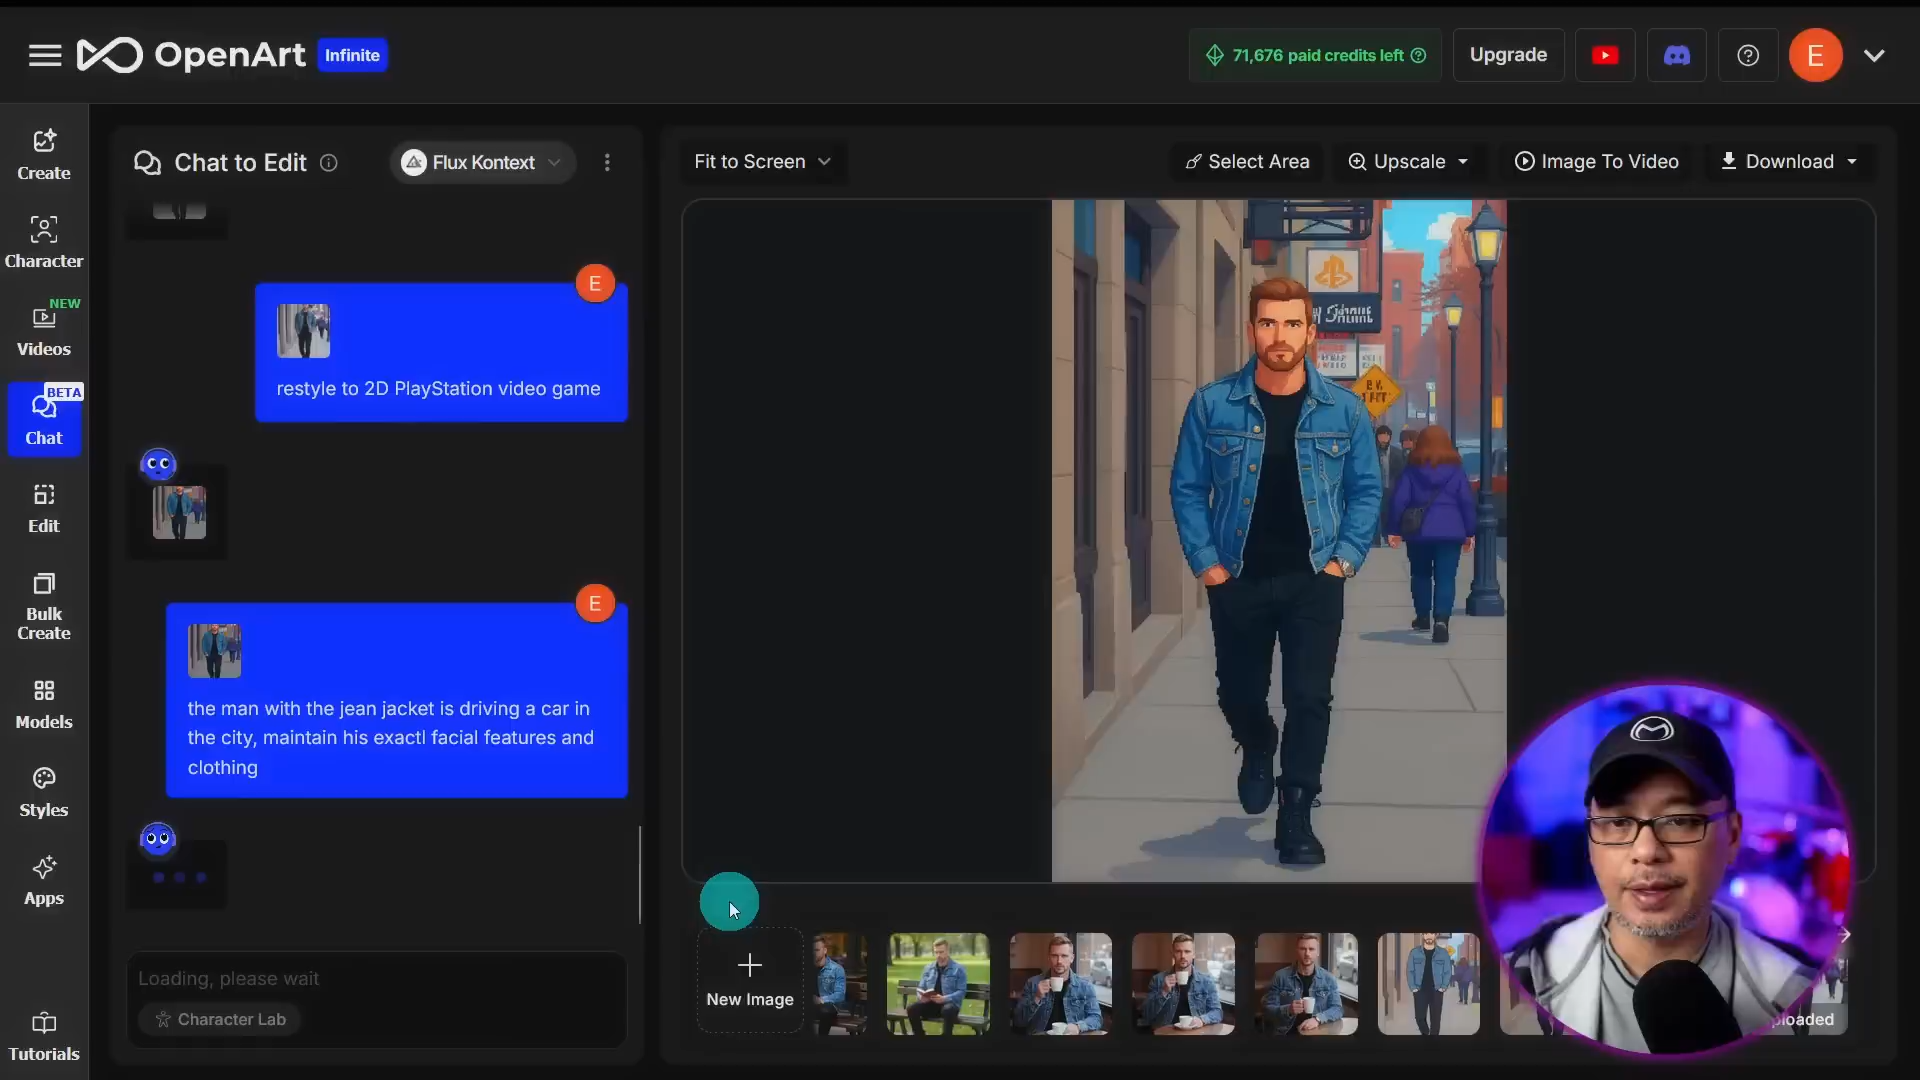 OpenArt
Infinite
71,676 paid credits left
Upgrade
E
Create
Character
NEW
Videos
BETA
Chat
Edit
Bulk
Create
Models
Styles
Apps
Tutorials
Chat to Edit
Flux Kontext
E
restyle to 2D PlayStation video game
E
the man with the jean jacket is driving a car in
the city, maintain his exactl facial features and
clothing
Loading, please wait
Character Lab
Fit to Screen
Select Area
Upscale
Image To Video
Download
New Image